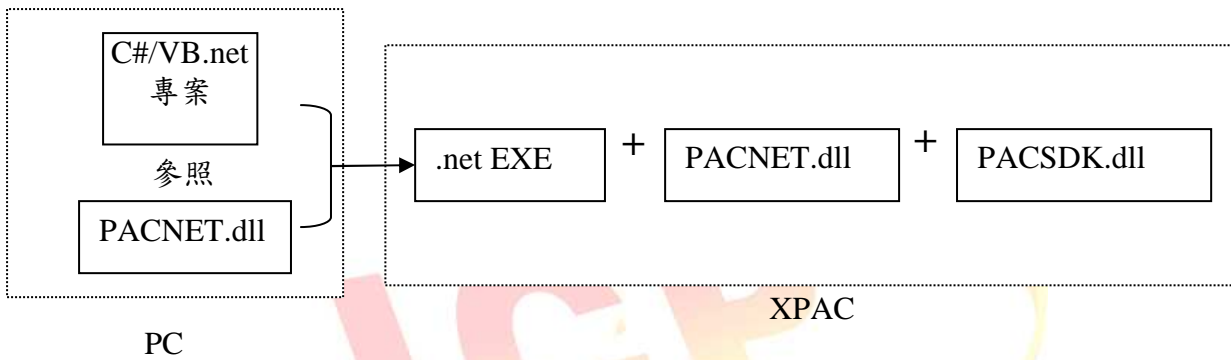 C#/VB.net
專案
參照
PACNET.dll
PC
.net EXE
+
PACNET.dll
+
PACSDK.dll
XPAC